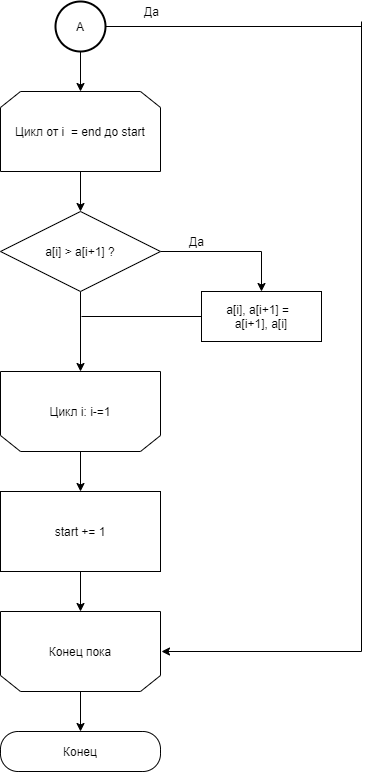 Да
А
Цикл от i = end до start
a[i] > a[i+1] ?
Да
a[i], a[i+1] =
a[i+1], a[i]
Цикл i: i-=1
start += 1
Конец пока
Конец